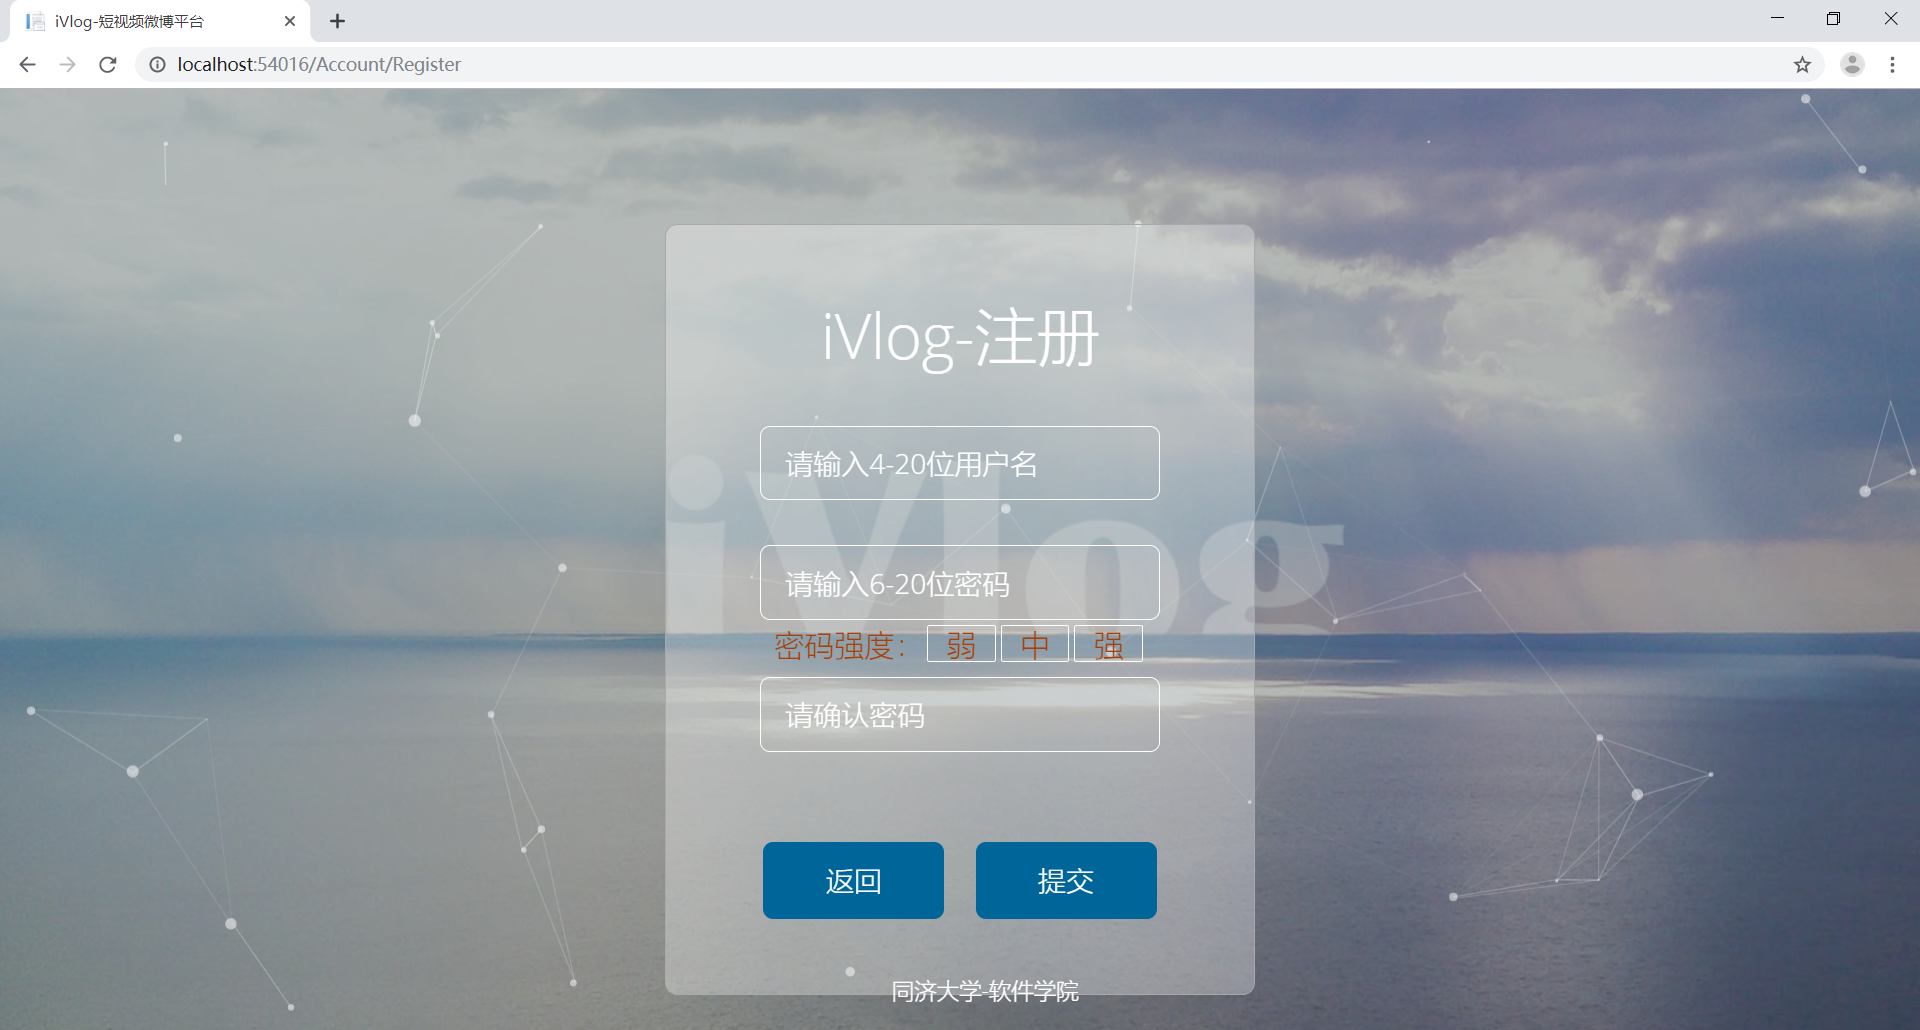 iVlog-短视频微博平台
localhost:54016/Account/Register
iVlog-注册
请输入4-20位用户名
iVlog
请输入6-20位密码
密码强度： 弱 中 强
请确认密码
返回 提交
同济大学-软件学院